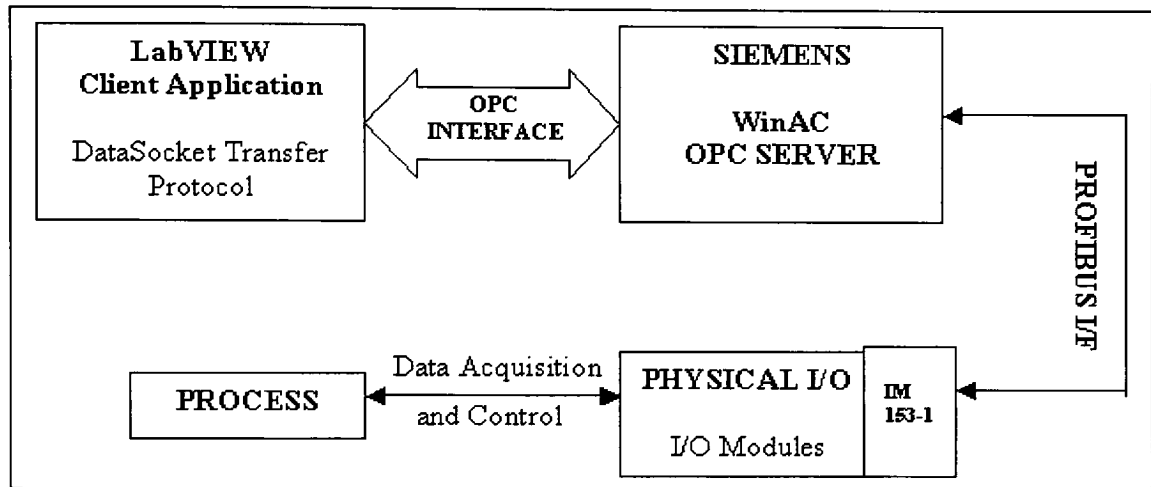 LabVIEW
Client Application
DataSocket Transfer
Protocol
OPC
INTERFACE
SIEMENS
WinAC
OPC SERVER
PROFIBUS I/F
PROCESS
Data Acquisition
and Control
PHYSICAL I/O
I/O Modules
IM
153-1